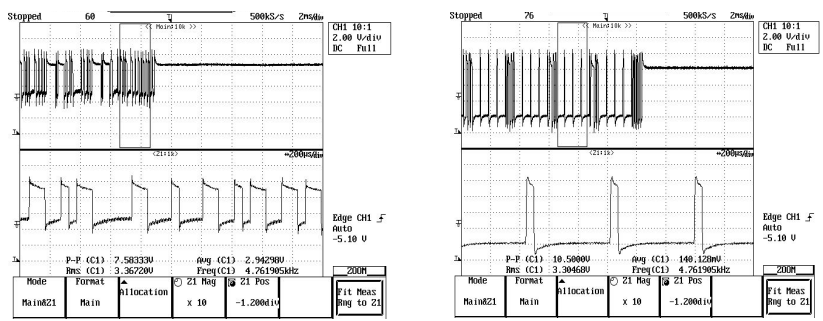 Stopped 60 500kS/s 2ms/div
<< Main:10k >>
CH1 10:1
2.00 V/div
DC Full
<Z1:1k>
200µs/div
Edge CH1
Auto
-5.10 V
P-P (C1) 7.58333V Avg (C1) 2.94298V
Rms (C1) 3.36720V Freq(C1) 4.761905kHz
ZOOM
Mode Format Allocation Z1 Mag Z1 Pos Fit Meas
Main&Z1 Main x 10 -1.200div Rng to Z1
Stopped 76 500kS/s 2ms/div
<< Main:10k >>
CH1 10:1
2.00 V/div
DC Full
<Z1:1k>
200µs/div
Edge CH1
Auto
-5.10 V
P-P (C1) 10.5000V Avg (C1) 140.128mV
Rms (C1) 3.30468V Freq(C1) 4.761905kHz
ZOOM
Mode Format Allocation Z1 Mag Z1 Pos Fit Meas
Main&Z1 Main x 10 -1.200div Rng to Z1